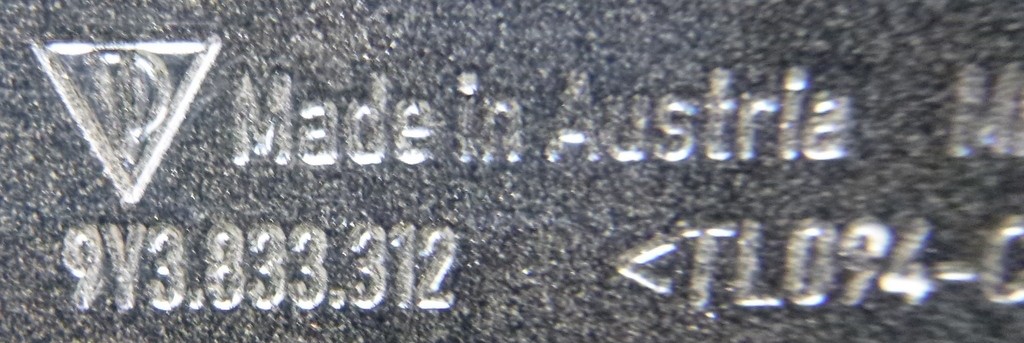 Made in Austria
9Y3.833.312 <TL094-